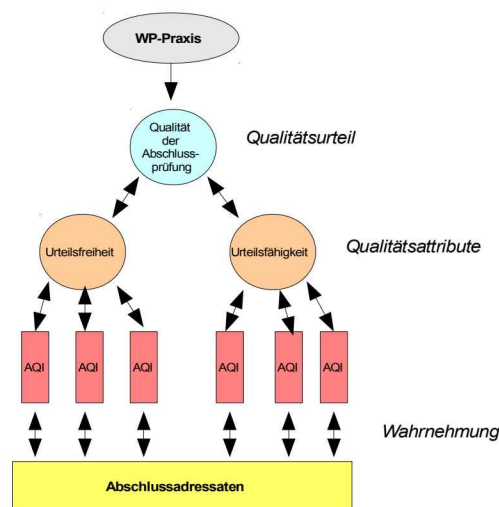 WP-Praxis
Qualität
der
Abschluss-
prüfung
Qualitätsurteil
Urteilsfreiheit
Urteilsfähigkeit
Qualitätsattribute
AQI
AQI
AQI
AQI
AQI
AQI
Wahrnehmung
Abschlussadressaten